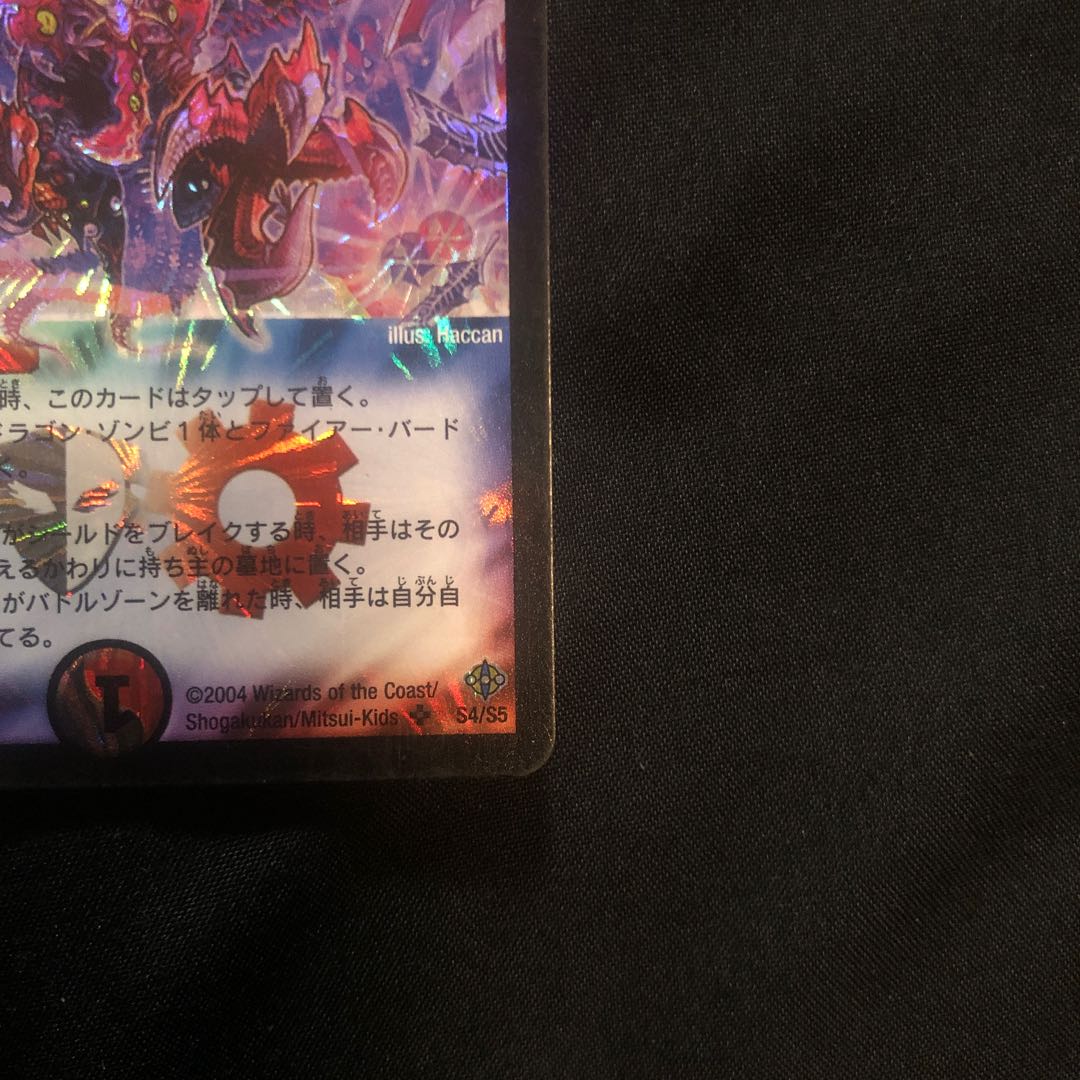 illus. Haccan
時、このカードはタップして置く。
ドラゴン・ゾンビ1体とファイアー・バード
く。
がシールドをブレイクする時、相手はその
えるかわりに持ち主の墓地に置く。
がバトルゾーンを離れた時、相手は自分自
てる。
1
©2004 Wizards of the Coast/
Shogakukan/Mitsui-Kids
S4/S5